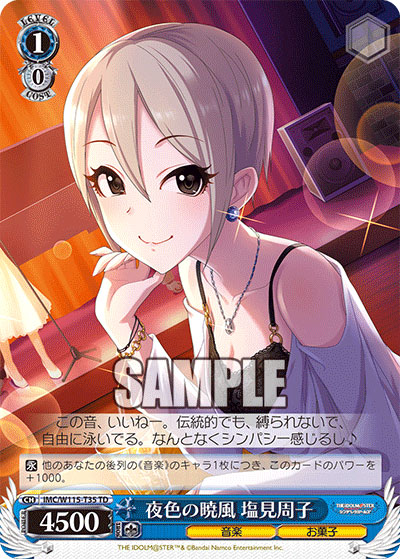 LEVEL
1
0
COST
SAMPLE
この音、いいねー。伝統的でも、縛られないで、
自由に泳いでる。なんとなくシンパシー感じるし♪
永 他のあなたの後列の《音楽》のキャラ1枚につき、このカードのパワーを
+1000。
IMC/W115-T35 TD
4500
夜色の暁風 塩見周子
音楽
お菓子
THE IDOLM@STER™& ©Bandai Namco Entertainment Inc.